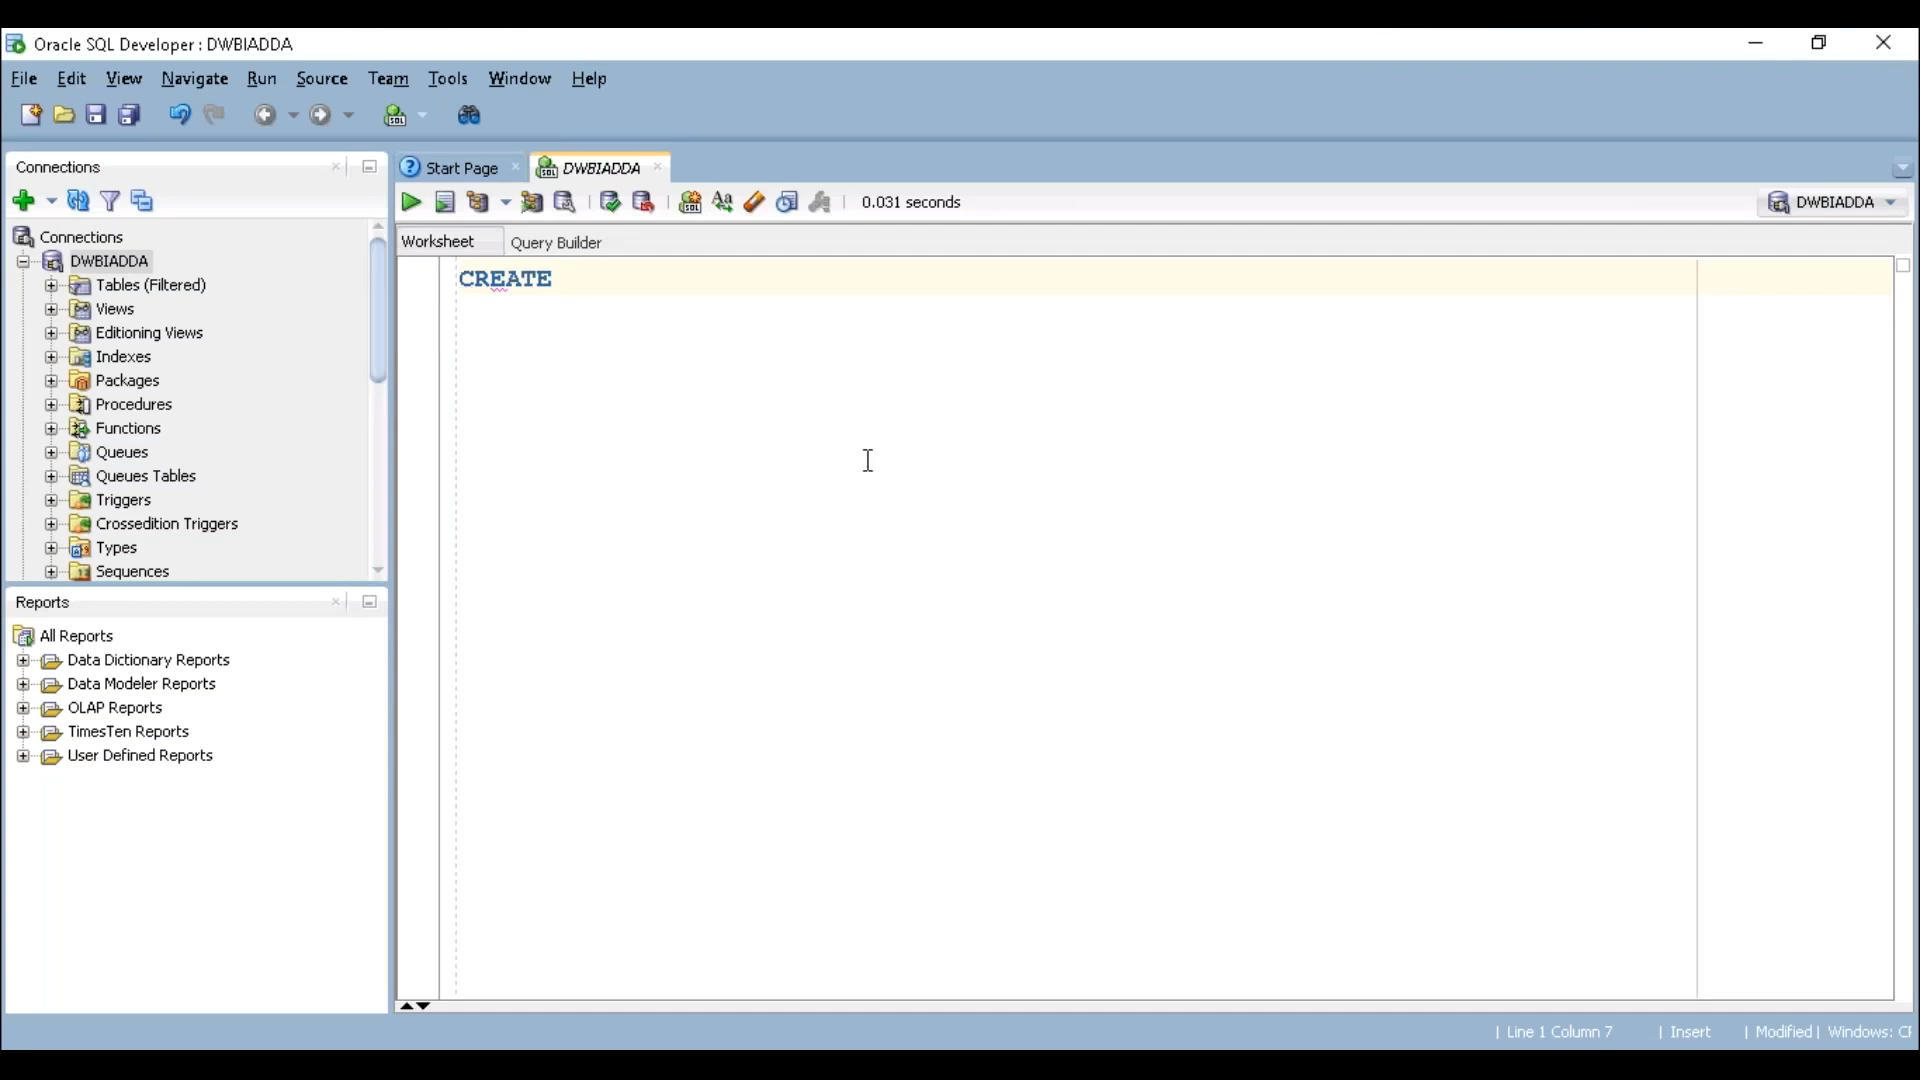 Oracle SQL Developer : DWBIADDA
File Edit View Navigate Run Source Team Tools Window Help
Connections
Start Page
DWBIADDA
0.031 seconds
DWBIADDA
Worksheet
Query Builder
CREATE
Connections
DWBIADDA
Tables (Filtered)
Views
Editioning Views
Indexes
Packages
Procedures
Functions
Queues
Queues Tables
Triggers
Crossedition Triggers
Types
Sequences
Reports
All Reports
Data Dictionary Reports
Data Modeler Reports
OLAP Reports
TimesTen Reports
User Defined Reports
| Line 1 Column 7 | Insert | Modified | Windows: CR